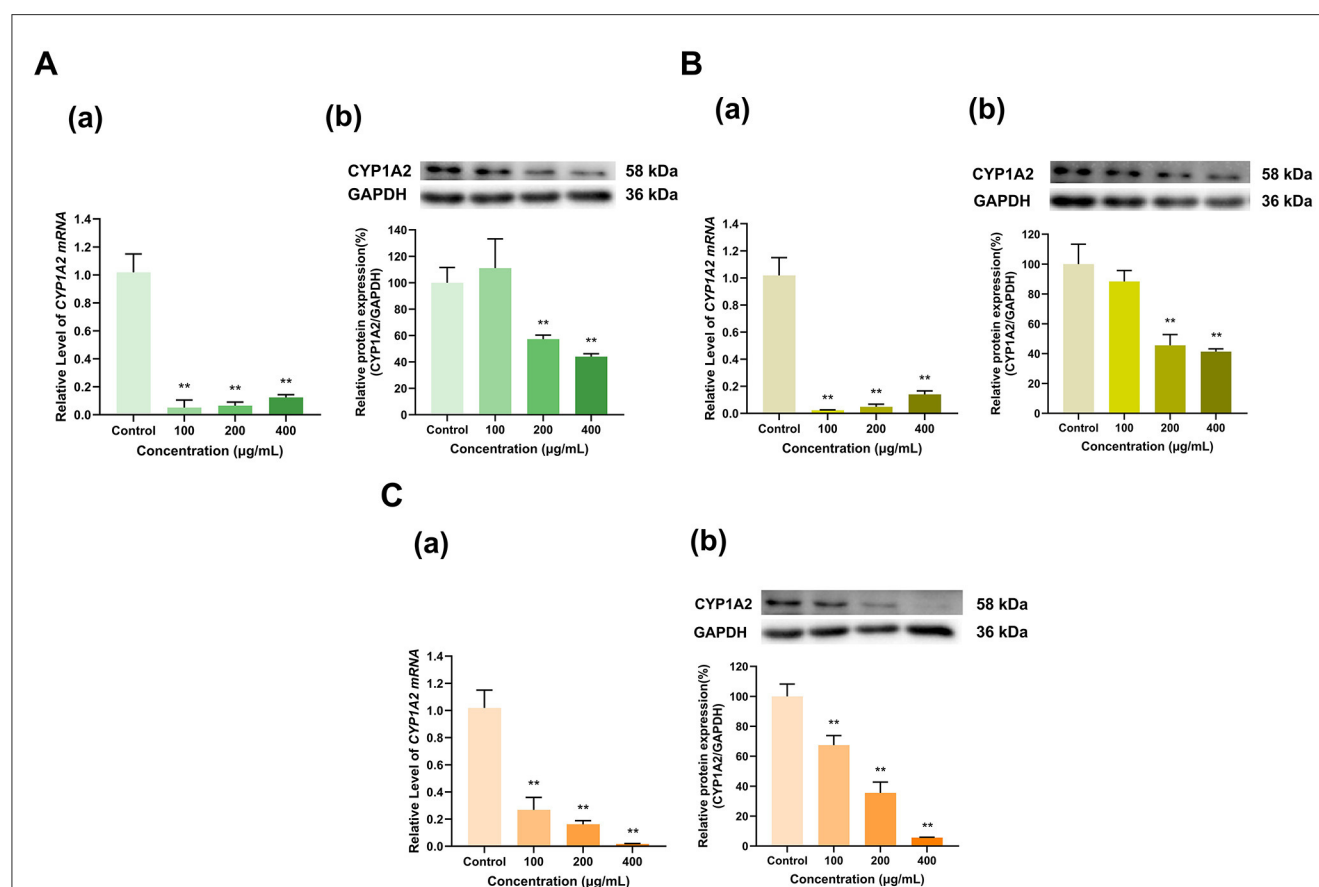 A
(a)
Relative Level of CYP1A2 mRNA
1.4
1.2
1.0
0.8
0.6
0.4
0.2
0.0
**
**
**
Control 100 200 400
Concentration (µg/mL)
(b)
CYP1A2 58 kDa
GAPDH 36 kDa
Relative protein expression(%)
(CYP1A2/GAPDH)
140
120
100
80
60
40
20
0
**
**
Control 100 200 400
Concentration (µg/mL)
B
(a)
Relative Level of CYP1A2 mRNA
1.4
1.2
1.0
0.8
0.6
0.4
0.2
0.0
**
**
**
Control 100 200 400
Concentration (µg/mL)
(b)
CYP1A2 58 kDa
GAPDH 36 kDa
Relative protein expression(%)
(CYP1A2/GAPDH)
120
100
80
60
40
20
0
**
**
Control 100 200 400
Concentration (µg/mL)
C
(a)
Relative Level of CYP1A2 mRNA
1.4
1.2
1.0
0.8
0.6
0.4
0.2
0.0
**
**
**
Control 100 200 400
Concentration (µg/mL)
(b)
CYP1A2 58 kDa
GAPDH 36 kDa
Relative protein expression(%)
(CYP1A2/GAPDH)
120
100
80
60
40
20
0
**
**
**
Control 100 200 400
Concentration (µg/mL)